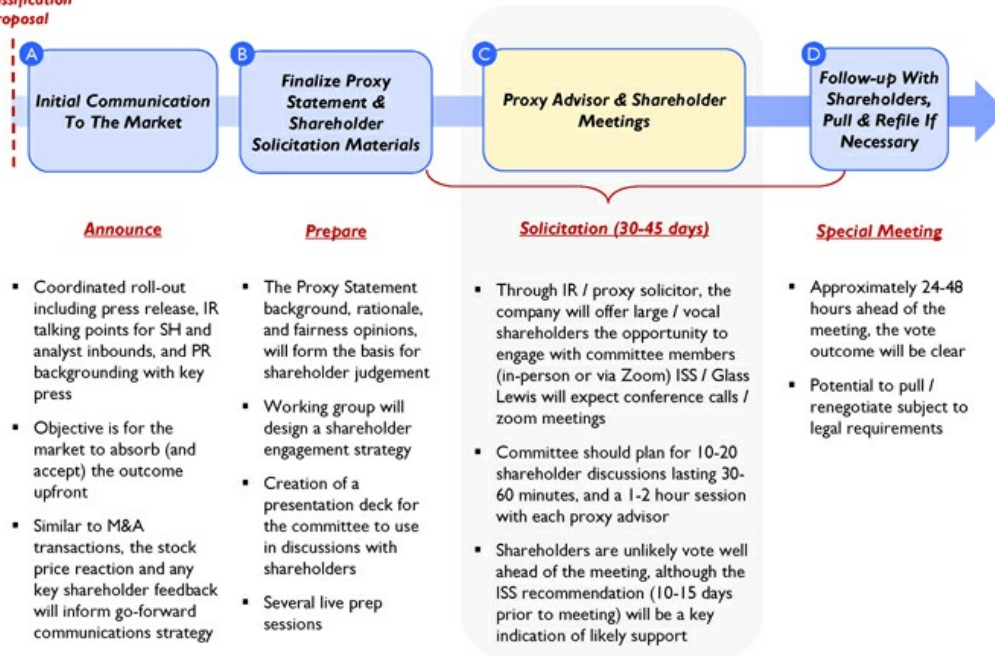 roposal
A
Initial Communication
To The Market
B
Finalize Proxy
Statement &
Shareholder
Solicitation Materials
C
Proxy Advisor & Shareholder
Meetings
D
Follow-up With
Shareholders,
Pull & Refile If
Necessary
Announce
▪ Coordinated roll-out
including press release, IR
talking points for SH and
analyst inbounds, and PR
backgrounding with key
press
▪ Objective is for the
market to absorb (and
accept) the outcome
upfront
▪ Similar to M&A
transactions, the stock
price reaction and any
key shareholder feedback
will inform go-forward
communications strategy
Prepare
▪ The Proxy Statement
background, rationale,
and fairness opinions,
will form the basis for
shareholder judgement
▪ Working group will
design a shareholder
engagement strategy
▪ Creation of a
presentation deck for
the committee to use
in discussions with
shareholders
▪ Several live prep
sessions
Solicitation (30-45 days)
▪ Through IR / proxy solicitor, the
company will offer large / vocal
shareholders the opportunity to
engage with committee members
(in-person or via Zoom) ISS / Glass
Lewis will expect conference calls /
zoom meetings
▪ Committee should plan for 10-20
shareholder discussions lasting 30-
60 minutes, and a 1-2 hour session
with each proxy advisor
▪ Shareholders are unlikely vote well
ahead of the meeting, although the
ISS recommendation (10-15 days
prior to meeting) will be a key
indication of likely support
Special Meeting
▪ Approximately 24-48
hours ahead of the
meeting, the vote
outcome will be clear
▪ Potential to pull /
renegotiate subject to
legal requirements